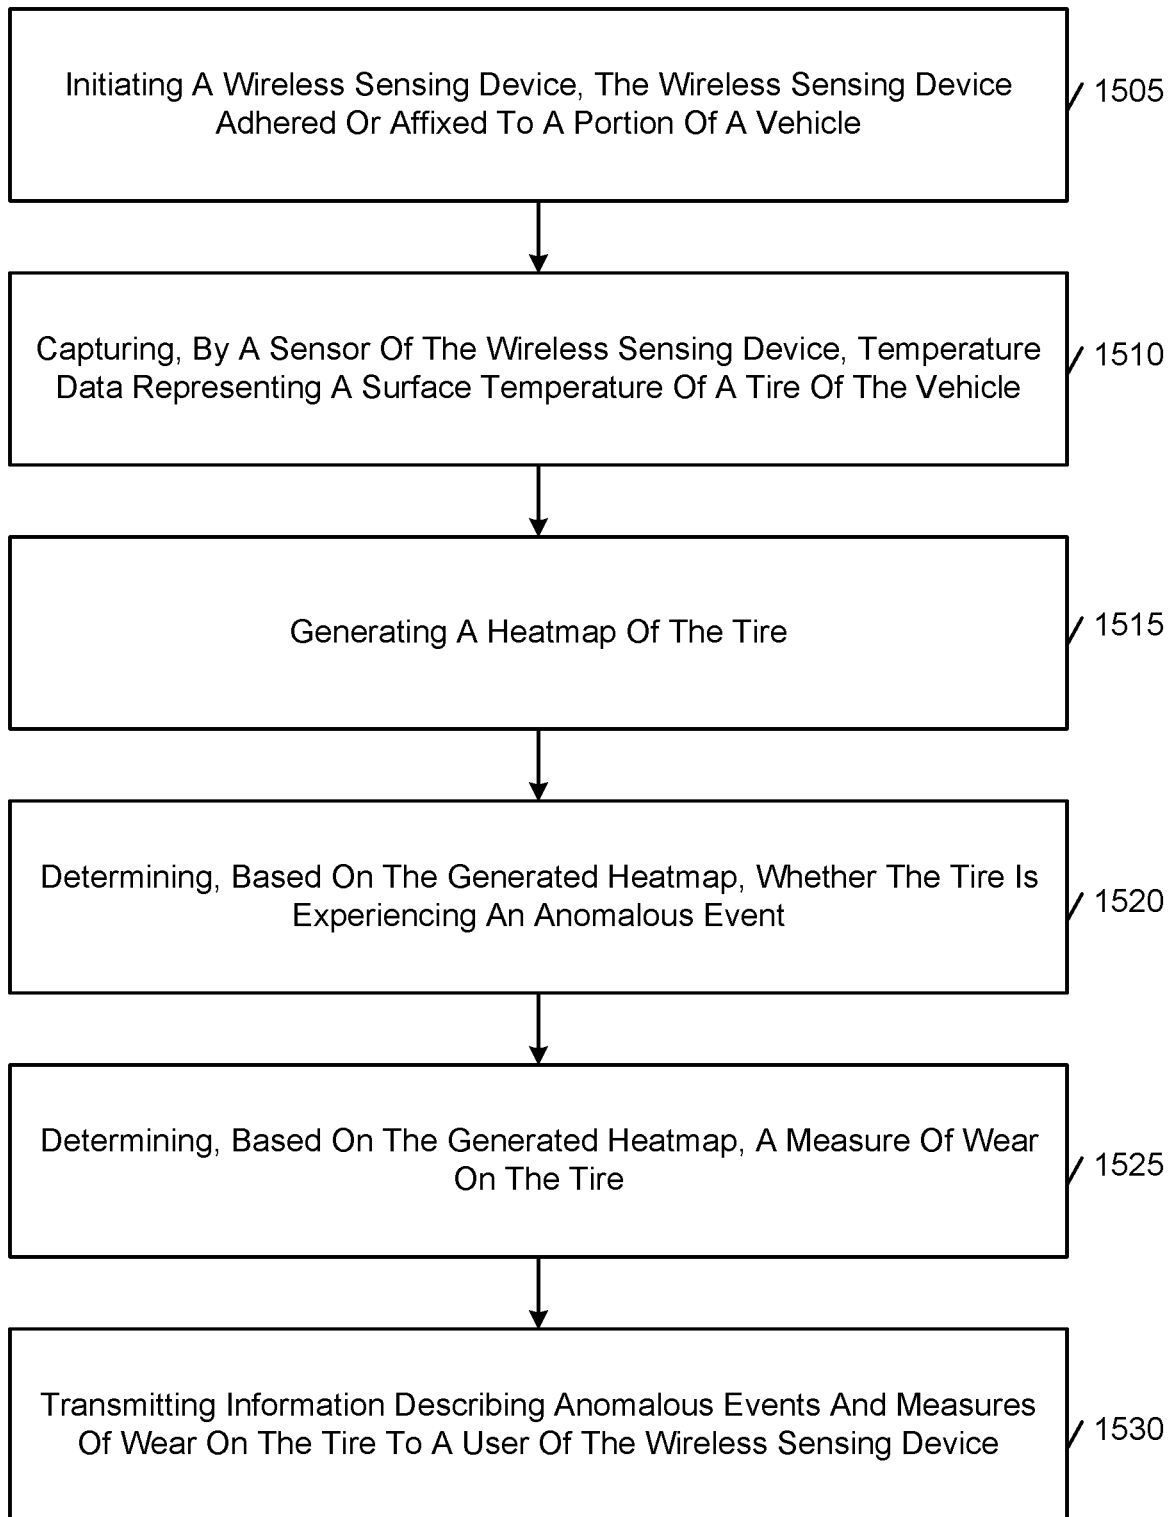 Initiating A Wireless Sensing Device, The Wireless Sensing Device
Adhered Or Affixed To A Portion Of A Vehicle
1505
Capturing, By A Sensor Of The Wireless Sensing Device, Temperature
Data Representing A Surface Temperature Of A Tire Of The Vehicle
1510
Generating A Heatmap Of The Tire
1515
Determining, Based On The Generated Heatmap, Whether The Tire Is
Experiencing An Anomalous Event
1520
Determining, Based On The Generated Heatmap, A Measure Of Wear
On The Tire
1525
Transmitting Information Describing Anomalous Events And Measures
Of Wear On The Tire To A User Of The Wireless Sensing Device
1530